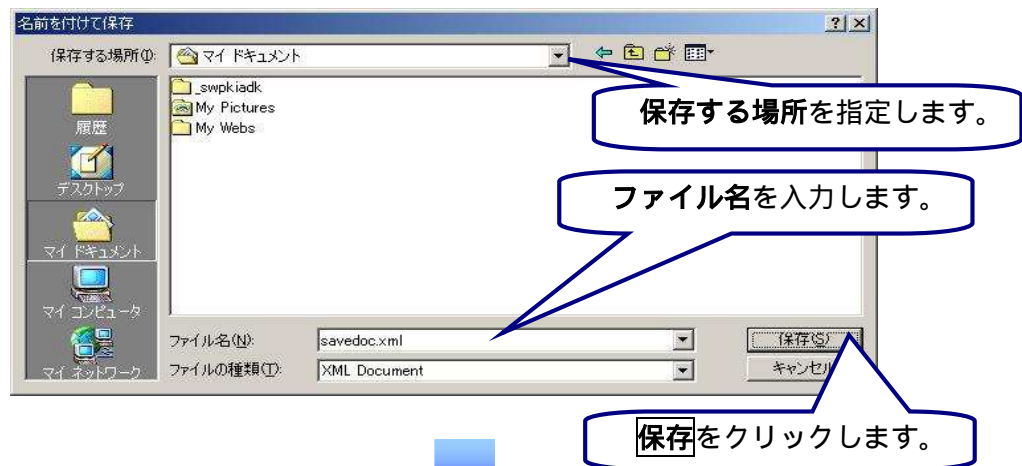 名前を付けて保存
保存する場所(I):
マイ ドキュメント
_swpkiadk
My Pictures
My Webs
保存する場所を指定します。
履歴
デスクトップ
マイ ドキュメント
マイ コンピュータ
マイ ネットワーク
ファイル名を入力します。
ファイル名(N):
savedoc.xml
保存(S)
ファイルの種類(T):
XML Document
キャンセル
保存をクリックします。